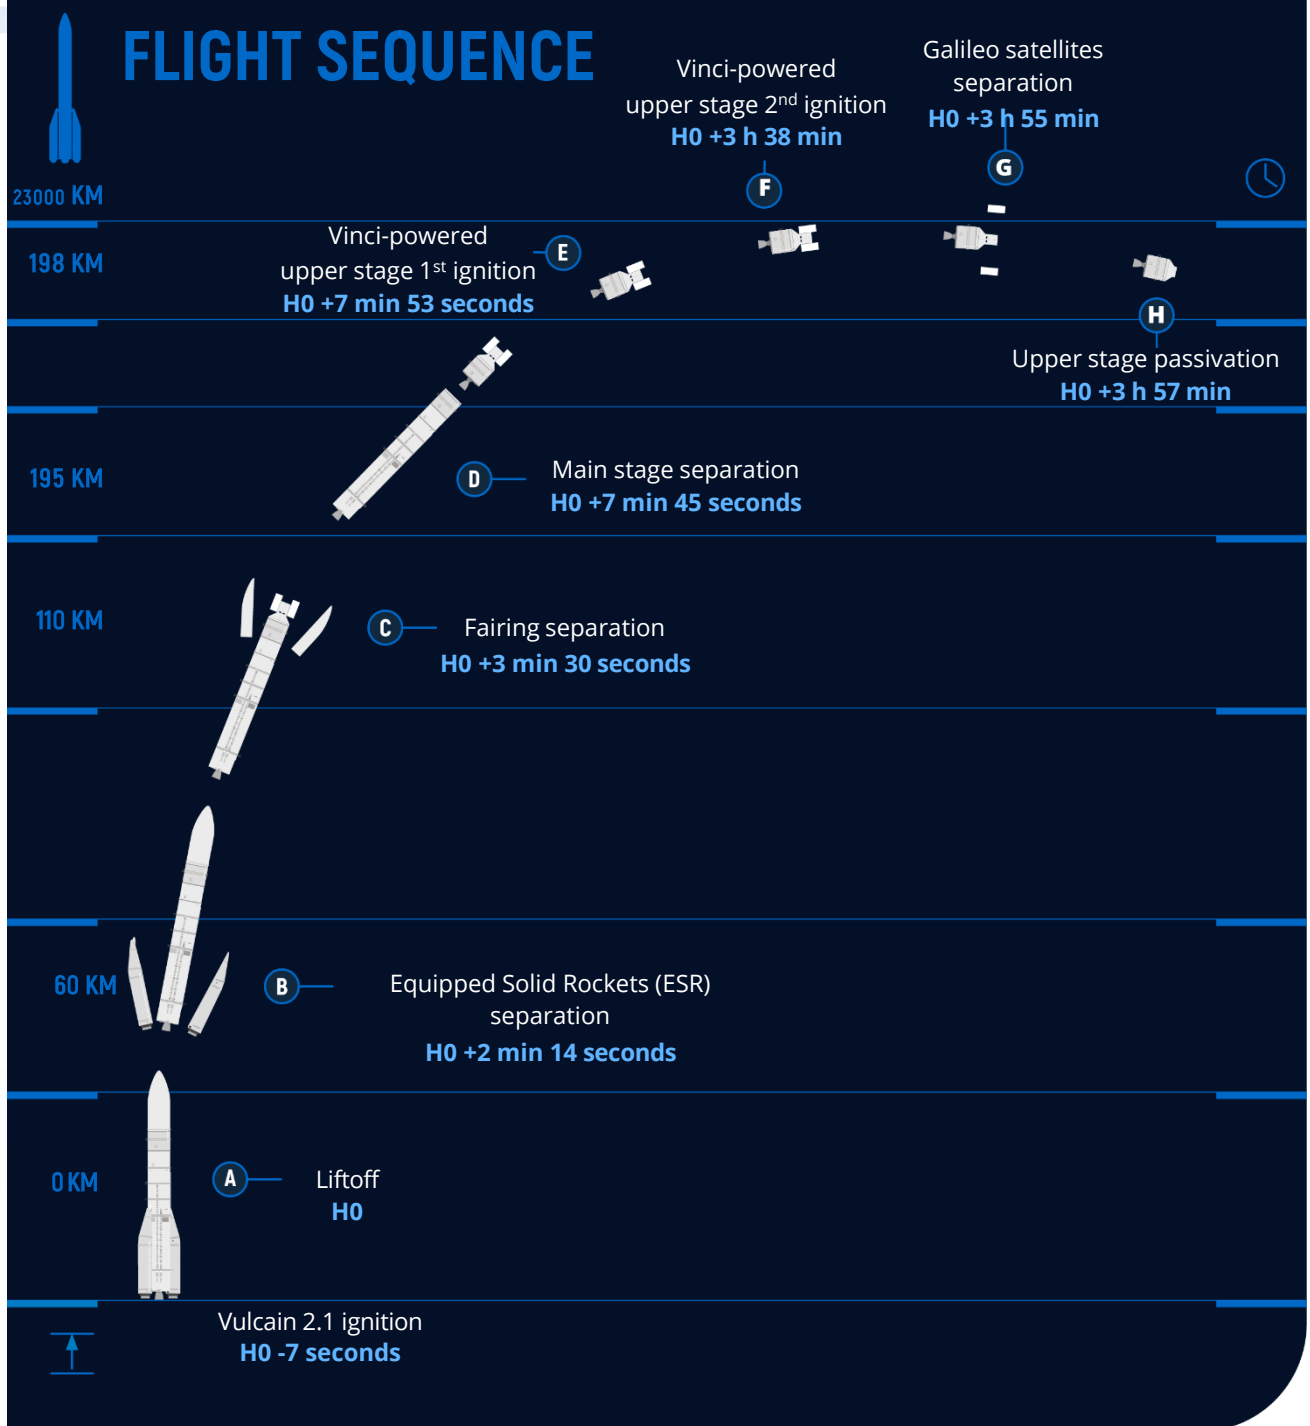 FLIGHT SEQUENCE
Galileo satellites
separation
H0 +3 h 55 min
Vinci-powered
upper stage 2nd ignition
H0 +3 h 38 min
G
F
23000 KM
Vinci-powered
upper stage 1st ignition
H0 +7 min 53 seconds
E
198 KM
H
Upper stage passivation
H0 +3 h 57 min
195 KM
D
Main stage separation
H0 +7 min 45 seconds
110 KM
C
Fairing separation
H0 +3 min 30 seconds
60 KM
B
Equipped Solid Rockets (ESR)
separation
H0 +2 min 14 seconds
0 KM
A
Liftoff
H0
Vulcain 2.1 ignition
H0 -7 seconds